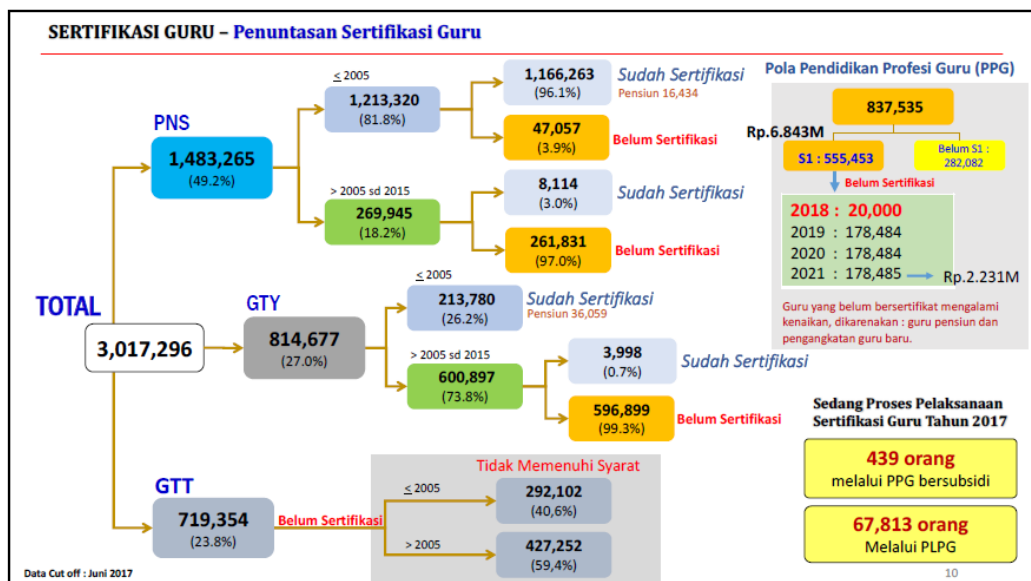 SERTIFIKASI GURU – Penuntasan Sertifikasi Guru
TOTAL
3,017,296
PNS
1,483,265
(49.2%)
≤ 2005
1,213,320
(81.8%)
1,166,263
(96.1%)
Sudah Sertifikasi
Pensiun 16,434
47,057
(3.9%)
Belum Sertifikasi
> 2005 sd 2015
269,945
(18.2%)
8,114
(3.0%)
Sudah Sertifikasi
261,831
(97.0%)
Belum Sertifikasi
GTY
814,677
(27.0%)
≤ 2005
213,780
(26.2%)
Sudah Sertifikasi
Pensiun 36,059
> 2005 sd 2015
600,897
(73.8%)
3,998
(0.7%)
Sudah Sertifikasi
596,899
(99.3%)
Belum Sertifikasi
GTT
719,354
(23.8%)
Belum Sertifikasi
Tidak Memenuhi Syarat
≤ 2005
292,102
(40,6%)
> 2005
427,252
(59,4%)
Pola Pendidikan Profesi Guru (PPG)
837,535
Rp.6.843M
S1 : 555,453
Belum S1 :
282,082
Belum Sertifikasi
2018 : 20,000
2019 : 178,484
2020 : 178,484
2021 : 178,485
Rp.2.231M
Guru yang belum bersertifikat mengalami
kenaikan, dikarenakan : guru pensiun dan
pengangkatan guru baru.
Sedang Proses Pelaksanaan
Sertifikasi Guru Tahun 2017
439 orang
melalui PPG bersubsidi
67,813 orang
Melalui PLPG
Data Cut off : Juni 2017
10